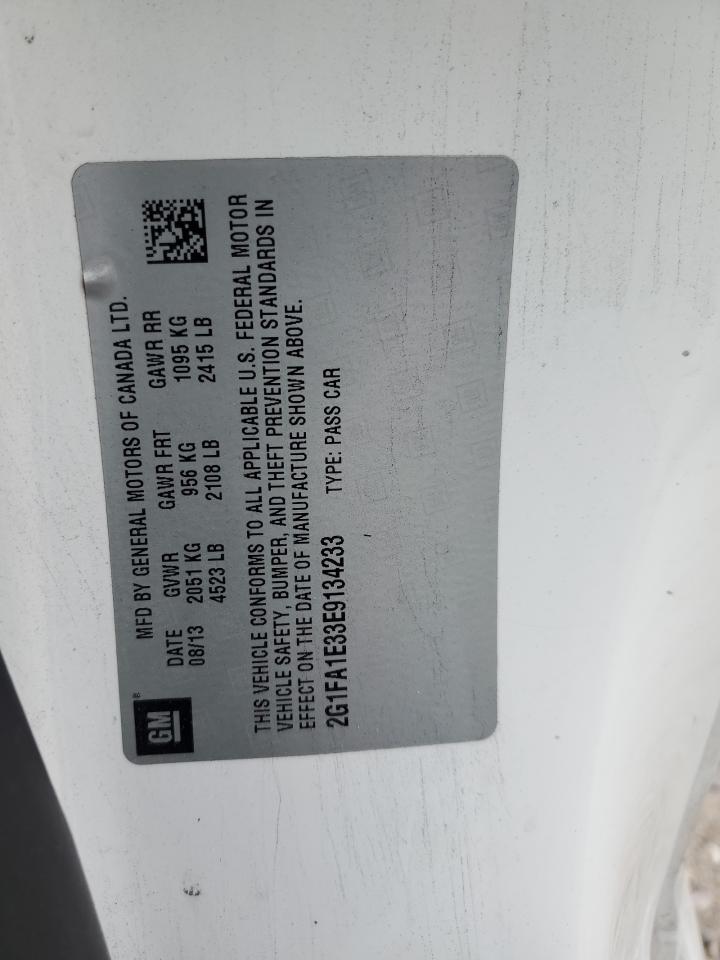 GM®
MFD BY GENERAL MOTORS OF CANADA LTD.
DATE GVWR GAWR FRT GAWR RR
08/13 2051 KG 956 KG 1095 KG
4523 LB 2108 LB 2415 LB
THIS VEHICLE CONFORMS TO ALL APPLICABLE U.S. FEDERAL MOTOR
VEHICLE SAFETY, BUMPER, AND THEFT PREVENTION STANDARDS IN
EFFECT ON THE DATE OF MANUFACTURE SHOWN ABOVE.
2G1FA1E33E9134233 TYPE: PASS CAR